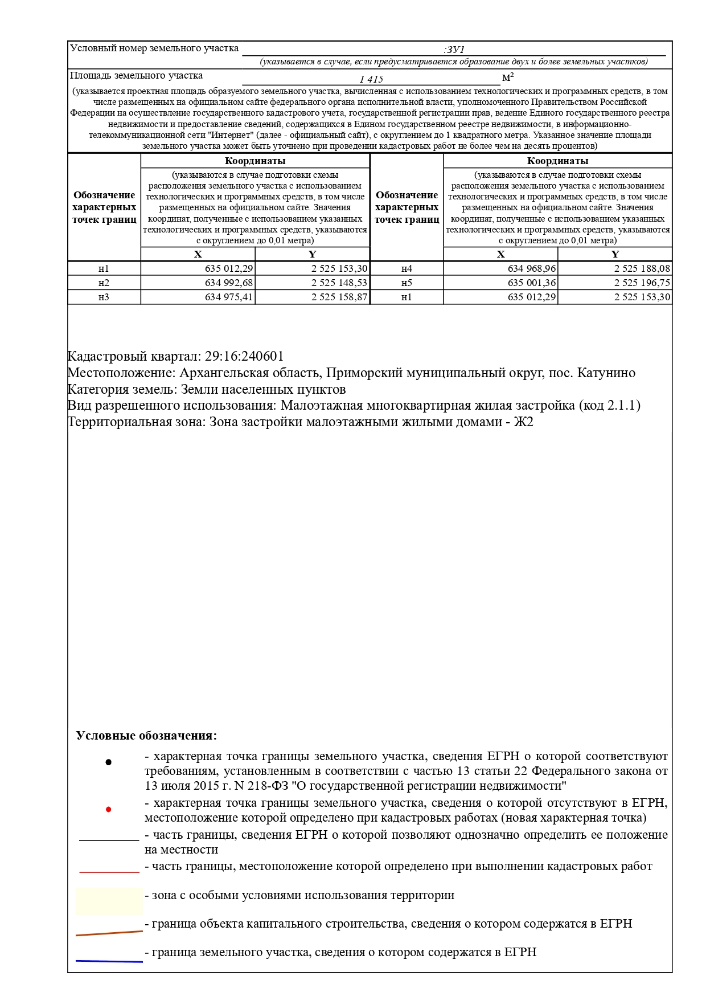 Условный номер земельного участка :ЗУ1
(указывается в случае, если предусматривается образование двух и более земельных участков)
Площадь земельного участка 1 415 м²
(указывается проектная площадь образуемого земельного участка, вычисленная с использованием технологических и программных средств, в том
числе размещенных на официальном сайте федерального органа исполнительной власти, уполномоченного Правительством Российской
Федерации на осуществление государственного кадастрового учета, государственной регистрации прав, ведение Единого государственного реестра
недвижимости и предоставление сведений, содержащихся в Едином государственном реестре недвижимости, в информационно-
телекоммуникационной сети "Интернет" (далее - официальный сайт), с округлением до 1 квадратного метра. Указанное значение площади
земельного участка может быть уточнено при проведении кадастровых работ не более чем на десять процентов)
Обозначение
характерных
точек границ
Координаты
(указываются в случае подготовки схемы
расположения земельного участка с использованием
технологических и программных средств, в том числе
размещенных на официальном сайте. Значения
координат, полученные с использованием указанных
технологических и программных средств, указываются
с округлением до 0,01 метра)
X Y
Обозначение
характерных
точек границ
Координаты
(указываются в случае подготовки схемы
расположения земельного участка с использованием
технологических и программных средств, в том числе
размещенных на официальном сайте. Значения
координат, полученные с использованием указанных
технологических и программных средств, указываются
с округлением до 0,01 метра)
X Y
н1 635 012,29 2 525 153,30 н4 634 968,96 2 525 188,08
н2 634 992,68 2 525 148,53 н5 635 001,36 2 525 196,75
н3 634 975,41 2 525 158,87 н1 635 012,29 2 525 153,30
Кадастровый квартал: 29:16:240601
Местоположение: Архангельская область, Приморский муниципальный округ, пос. Катунино
Категория земель: Земли населенных пунктов
Вид разрешенного использования: Малоэтажная многоквартирная жилая застройка (код 2.1.1)
Территориальная зона: Зона застройки малоэтажными жилыми домами - Ж2
Условные обозначения:
- характерная точка границы земельного участка, сведения ЕГРН о которой соответствуют
требованиям, установленным в соответствии с частью 13 статьи 22 Федерального закона от
13 июля 2015 г. N 218-ФЗ "О государственной регистрации недвижимости"
- характерная точка границы земельного участка, сведения о которой отсутствуют в ЕГРН,
местоположение которой определено при кадастровых работах (новая характерная точка)
- часть границы, сведения ЕГРН о которой позволяют однозначно определить ее положение
на местности
- часть границы, местоположение которой определено при выполнении кадастровых работ
- зона с особыми условиями использования территории
- граница объекта капитального строительства, сведения о котором содержатся в ЕГРН
- граница земельного участка, сведения о котором содержатся в ЕГРН